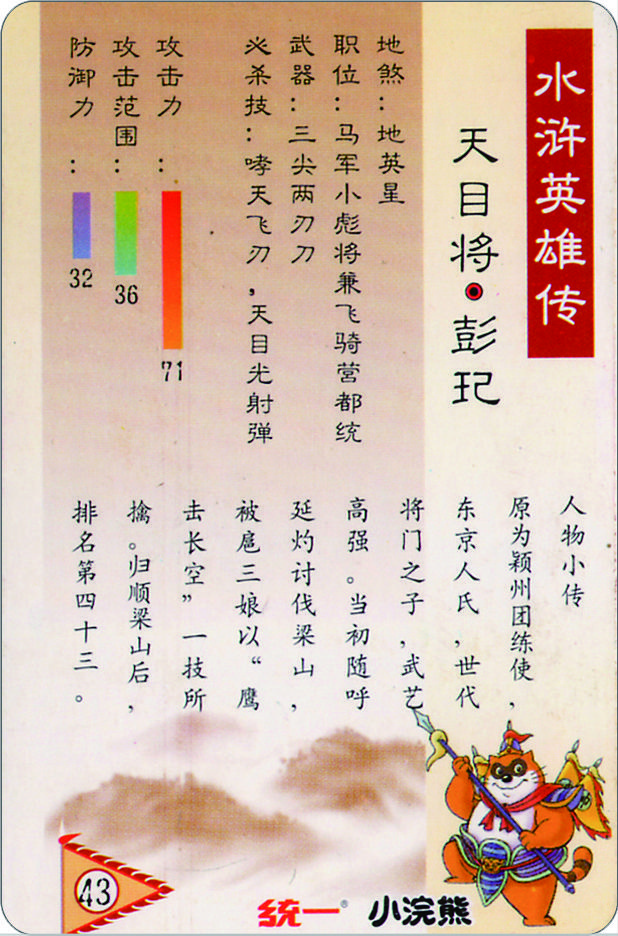 水浒英雄传
天目将·彭玘
地煞：地英星
职位：马军小彪将兼飞骑营都统
武器：三尖两刃刀
必杀技：哮天飞刃，天目光射弹
攻击力：
71
攻击范围：
36
防御力：
32
人物小传
原为颖州团练使，
东京人氏，世代
将门之子，武艺
高强。当初随呼
延灼讨伐梁山，
被扈三娘以“鹰
击长空”一技所
擒。归顺梁山后，
排名第四十三。
43
统一® 小浣熊